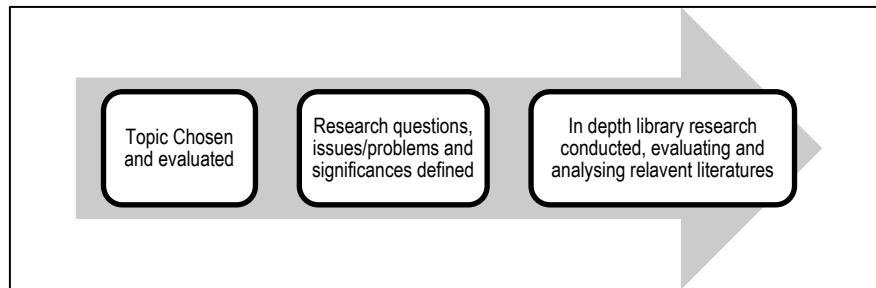 Topic Chosen
and evaluated
Research questions,
issues/problems and
significances defined
In depth library research
conducted, evaluating and
analysing relavent literatures